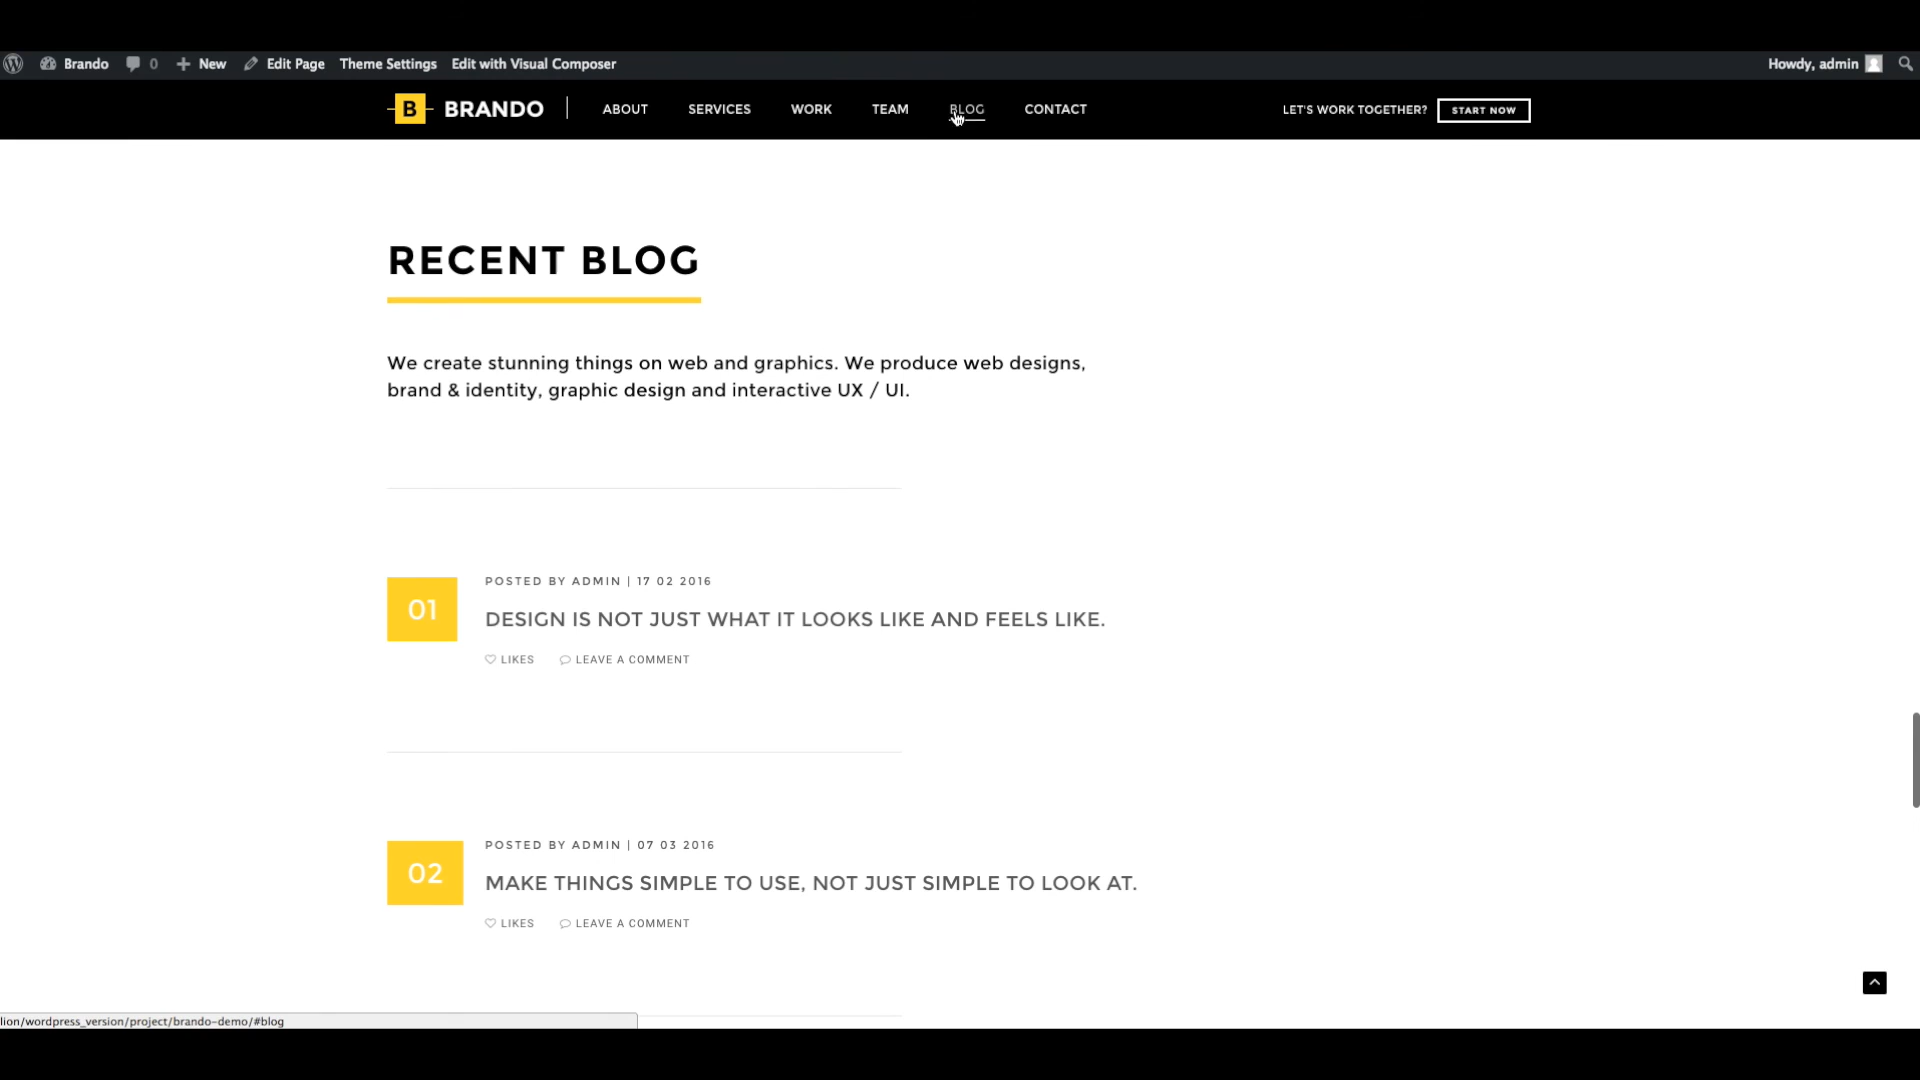 Brando 0 New Edit Page Theme Settings Edit with Visual Composer Howdy, admin
B BRANDO ABOUT SERVICES WORK TEAM BLOG CONTACT LET'S WORK TOGETHER? START NOW
RECENT BLOG
We create stunning things on web and graphics. We produce web designs,
brand & identity, graphic design and interactive UX / UI.
POSTED BY ADMIN | 17 02 2016
01
DESIGN IS NOT JUST WHAT IT LOOKS LIKE AND FEELS LIKE.
LIKES LEAVE A COMMENT
POSTED BY ADMIN | 07 03 2016
02
MAKE THINGS SIMPLE TO USE, NOT JUST SIMPLE TO LOOK AT.
LIKES LEAVE A COMMENT
lion/wordpress_version/project/brando-demo/#blog